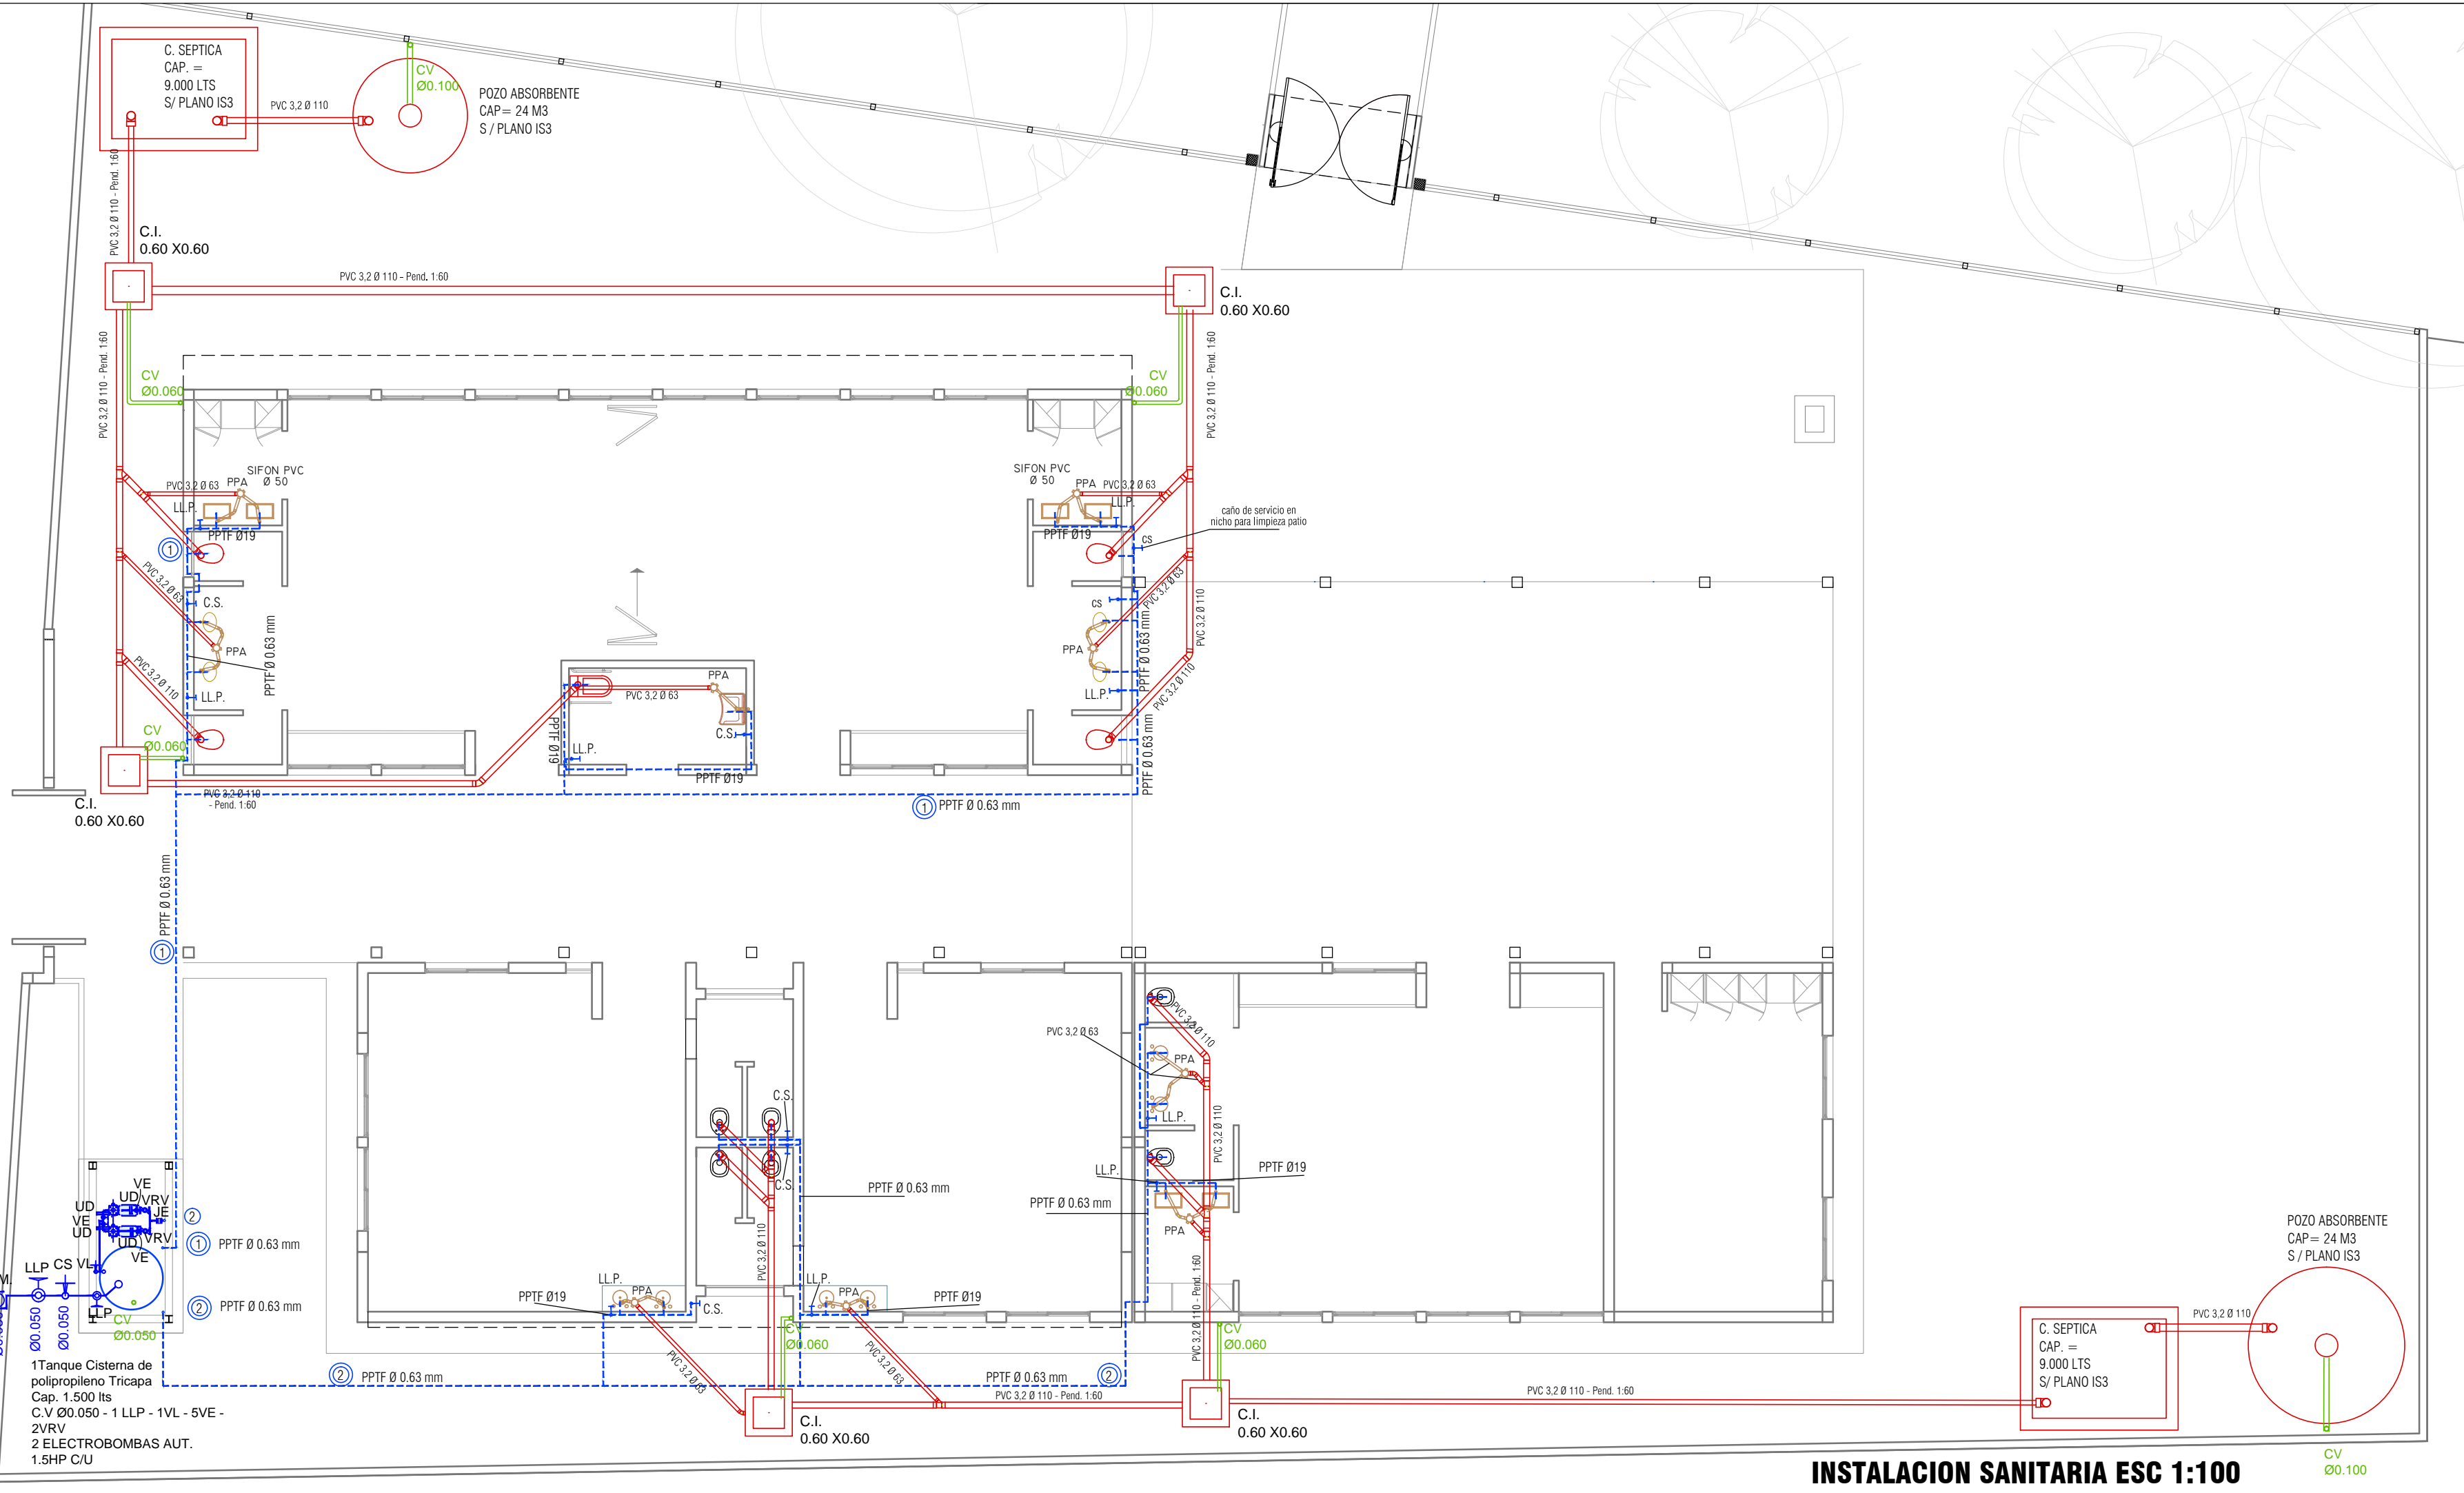 C. SEPTICA
CAP. =
9.000 LTS
S/ PLANO IS3
PVC 3,2 Ø 110
CV
Ø0.100
POZO ABSORBENTE
CAP= 24 M3
S / PLANO IS3
PVC 3,2 Ø 110 - Pend. 1:60
C.I.
0.60 X0.60
PVC 3,2 Ø 110 - Pend. 1:60
C.I.
0.60 X0.60
PVC 3,2 Ø 110 - Pend. 1:60
CV
Ø0.060
CV
Ø0.060
PVC 3,2 Ø 110 - Pend. 1:60
SIFON PVC
Ø 50
PPA
PVC 3,2 Ø 63
LL.P.
PPTF Ø19
1
SIFON PVC
Ø 50
PPA
PVC 3,2 Ø 63
LL.P.
PPTF Ø19
caño de servicio en
nicho para limpieza patio
cs
PVC 3,2 Ø 63
C.S.
PPTF Ø 0.63 mm
PPA
LL.P.
PVC 3,2 Ø 110
cs
PVC 3,2 Ø 63
PPA
PPTF Ø 0.63 mm
PVC 3,2 Ø 110
LL.P.
PVC 3,2 Ø 110
PPTF Ø 0.63 mm
PPA
PVC 3,2 Ø 63
C.S.
PPTF Ø19
LL.P.
PPTF Ø19
CV
Ø0.060
PVC 3,2 Ø 110
- Pend. 1:60
C.I.
0.60 X0.60
1
PPTF Ø 0.63 mm
PPTF Ø 0.63 mm
1
PVC 3,2 Ø 63
PVC 3,2 Ø 110
PPA
LL.P.
PVC 3,2 Ø 110
C.S.
C.S.
PPTF Ø 0.63 mm
LL.P.
PPTF Ø19
PPTF Ø 0.63 mm
PPA
PVC 3,2 Ø 110
PVC 3,2 Ø 110 - Pend. 1:60
VE
UD
UD
VRV
VE
JE
UD
UD
VRV
VE
2
1
PPTF Ø 0.63 mm
LLP
CS
VL
M.
2
PPTF Ø 0.63 mm
LLP
Ø0.050
Ø0.050
CV
Ø0.050
1Tanque Cisterna de
polipropileno Tricapa
Cap. 1.500 lts
C.V Ø0.050 - 1 LLP - 1VL - 5VE -
2VRV
2 ELECTROBOMBAS AUT.
1.5HP C/U
LL.P.
PPA
PPTF Ø19
C.S.
LL.P.
PPA
PPTF Ø19
CV
Ø0.060
CV
Ø0.060
2
PPTF Ø 0.63 mm
PVC 3,2 Ø 63
PVC 3,2 Ø 63
PPTF Ø 0.63 mm
2
PVC 3,2 Ø 110 - Pend. 1:60
C.I.
0.60 X0.60
C.I.
0.60 X0.60
PVC 3,2 Ø 110 - Pend. 1:60
C. SEPTICA
CAP. =
9.000 LTS
S/ PLANO IS3
PVC 3,2 Ø 110
POZO ABSORBENTE
CAP= 24 M3
S / PLANO IS3
CV
Ø0.100
INSTALACION SANITARIA ESC 1:100